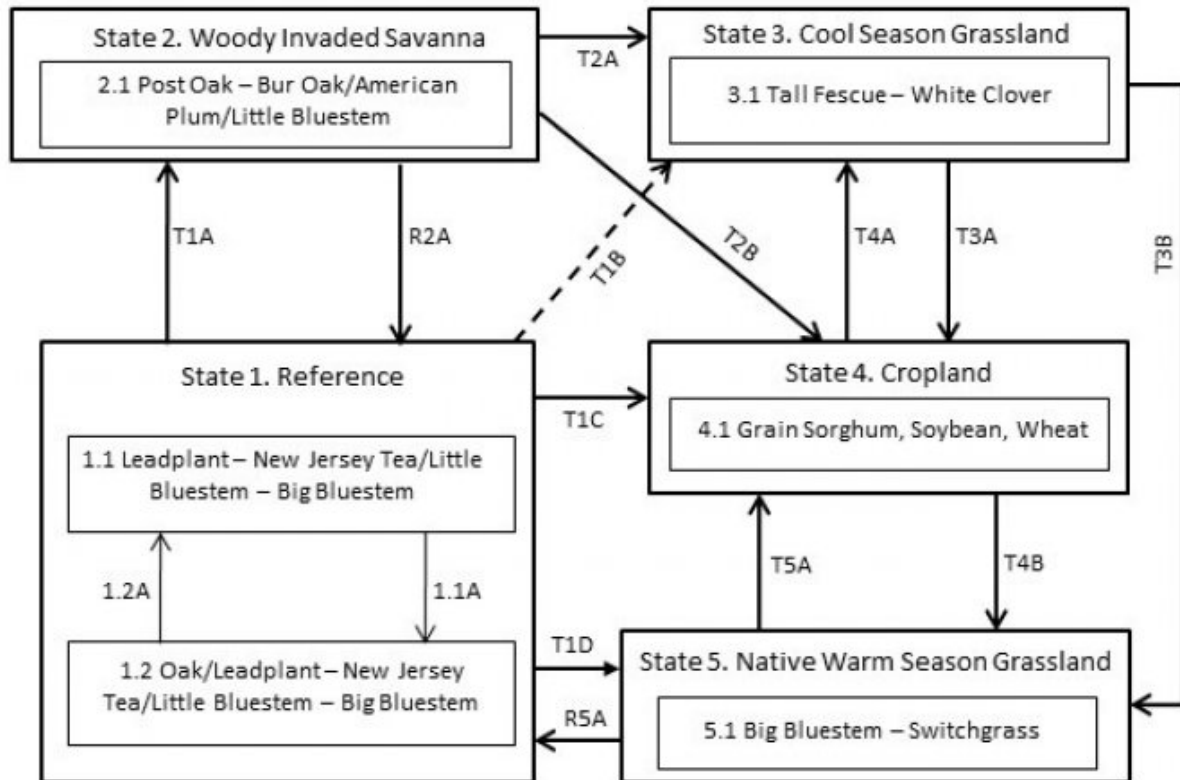 State 2. Woody Invaded Savanna
2.1 Post Oak – Bur Oak/American
Plum/Little Bluestem
T2A
State 3. Cool Season Grassland
3.1 Tall Fescue – White Clover
T1A
R2A
T1B
T2B
T4A
T3A
T3B
State 1. Reference
1.1 Leadplant – New Jersey Tea/Little
Bluestem – Big Bluestem
1.2A
1.1A
1.2 Oak/Leadplant – New Jersey
Tea/Little Bluestem – Big Bluestem
T1C
State 4. Cropland
4.1 Grain Sorghum, Soybean, Wheat
T5A
T4B
T1D
R5A
State 5. Native Warm Season Grassland
5.1 Big Bluestem – Switchgrass